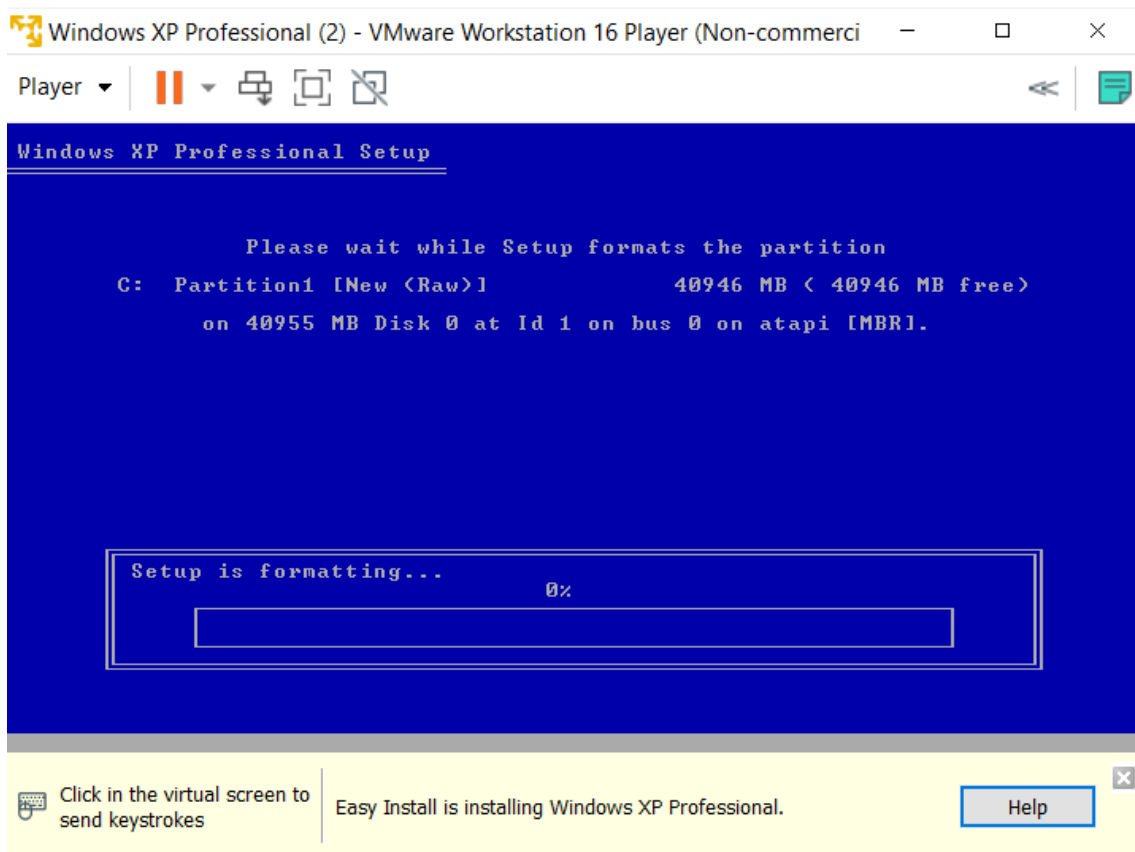 Windows XP Professional (2) - VMware Workstation 16 Player (Non-commerci
Player
Windows XP Professional Setup
Please wait while Setup formats the partition
C: Partition1 [New (Raw)] 40946 MB ( 40946 MB free)
on 40955 MB Disk 0 at Id 1 on bus 0 on atapi [MBR].
Setup is formatting...
0%
Click in the virtual screen to
send keystrokes
Easy Install is installing Windows XP Professional.
Help